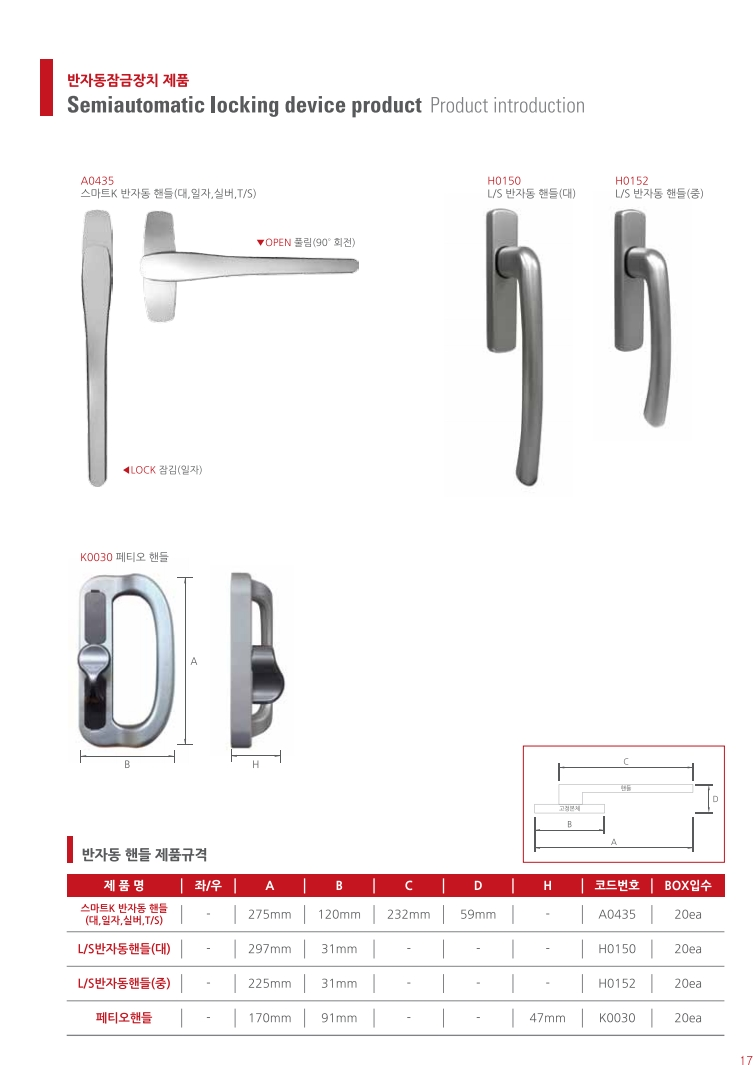 반자동잠금장치 제품
Semiautomatic locking device product Product introduction
A0435
스마트K 반자동 핸들(대,일자,실버,T/S)
▼OPEN 풀림(90˚ 회전)
◀LOCK 잠김(일자)
H0150
L/S 반자동 핸들(대)
H0152
L/S 반자동 핸들(중)
K0030 페티오 핸들
A
B
H
C
핸들
D
고정본체
B
A
반자동 핸들 제품규격
제 품 명 좌/우 A B C D H 코드번호 BOX입수
스마트K 반자동 핸들
(대,일자,실버,T/S) - 275mm 120mm 232mm 59mm - A0435 20ea
L/S반자동핸들(대) - 297mm 31mm - - - H0150 20ea
L/S반자동핸들(중) - 225mm 31mm - - - H0152 20ea
페티오핸들 - 170mm 91mm - - 47mm K0030 20ea
17